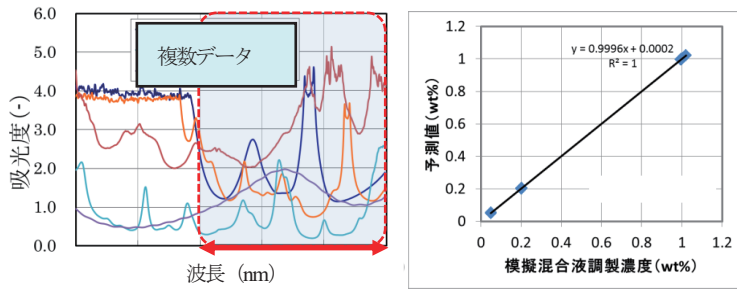 6.0
5.0
4.0
3.0
2.0
1.0
0.0
吸光度(-)
複数データ
波長 (nm)
1.2
1
0.8
0.6
0.4
0.2
0
予測値(wt%)
y = 0.9996x + 0.0002
R² = 1
0 0.2 0.4 0.6 0.8 1 1.2
模擬混合液調製濃度(wt%)